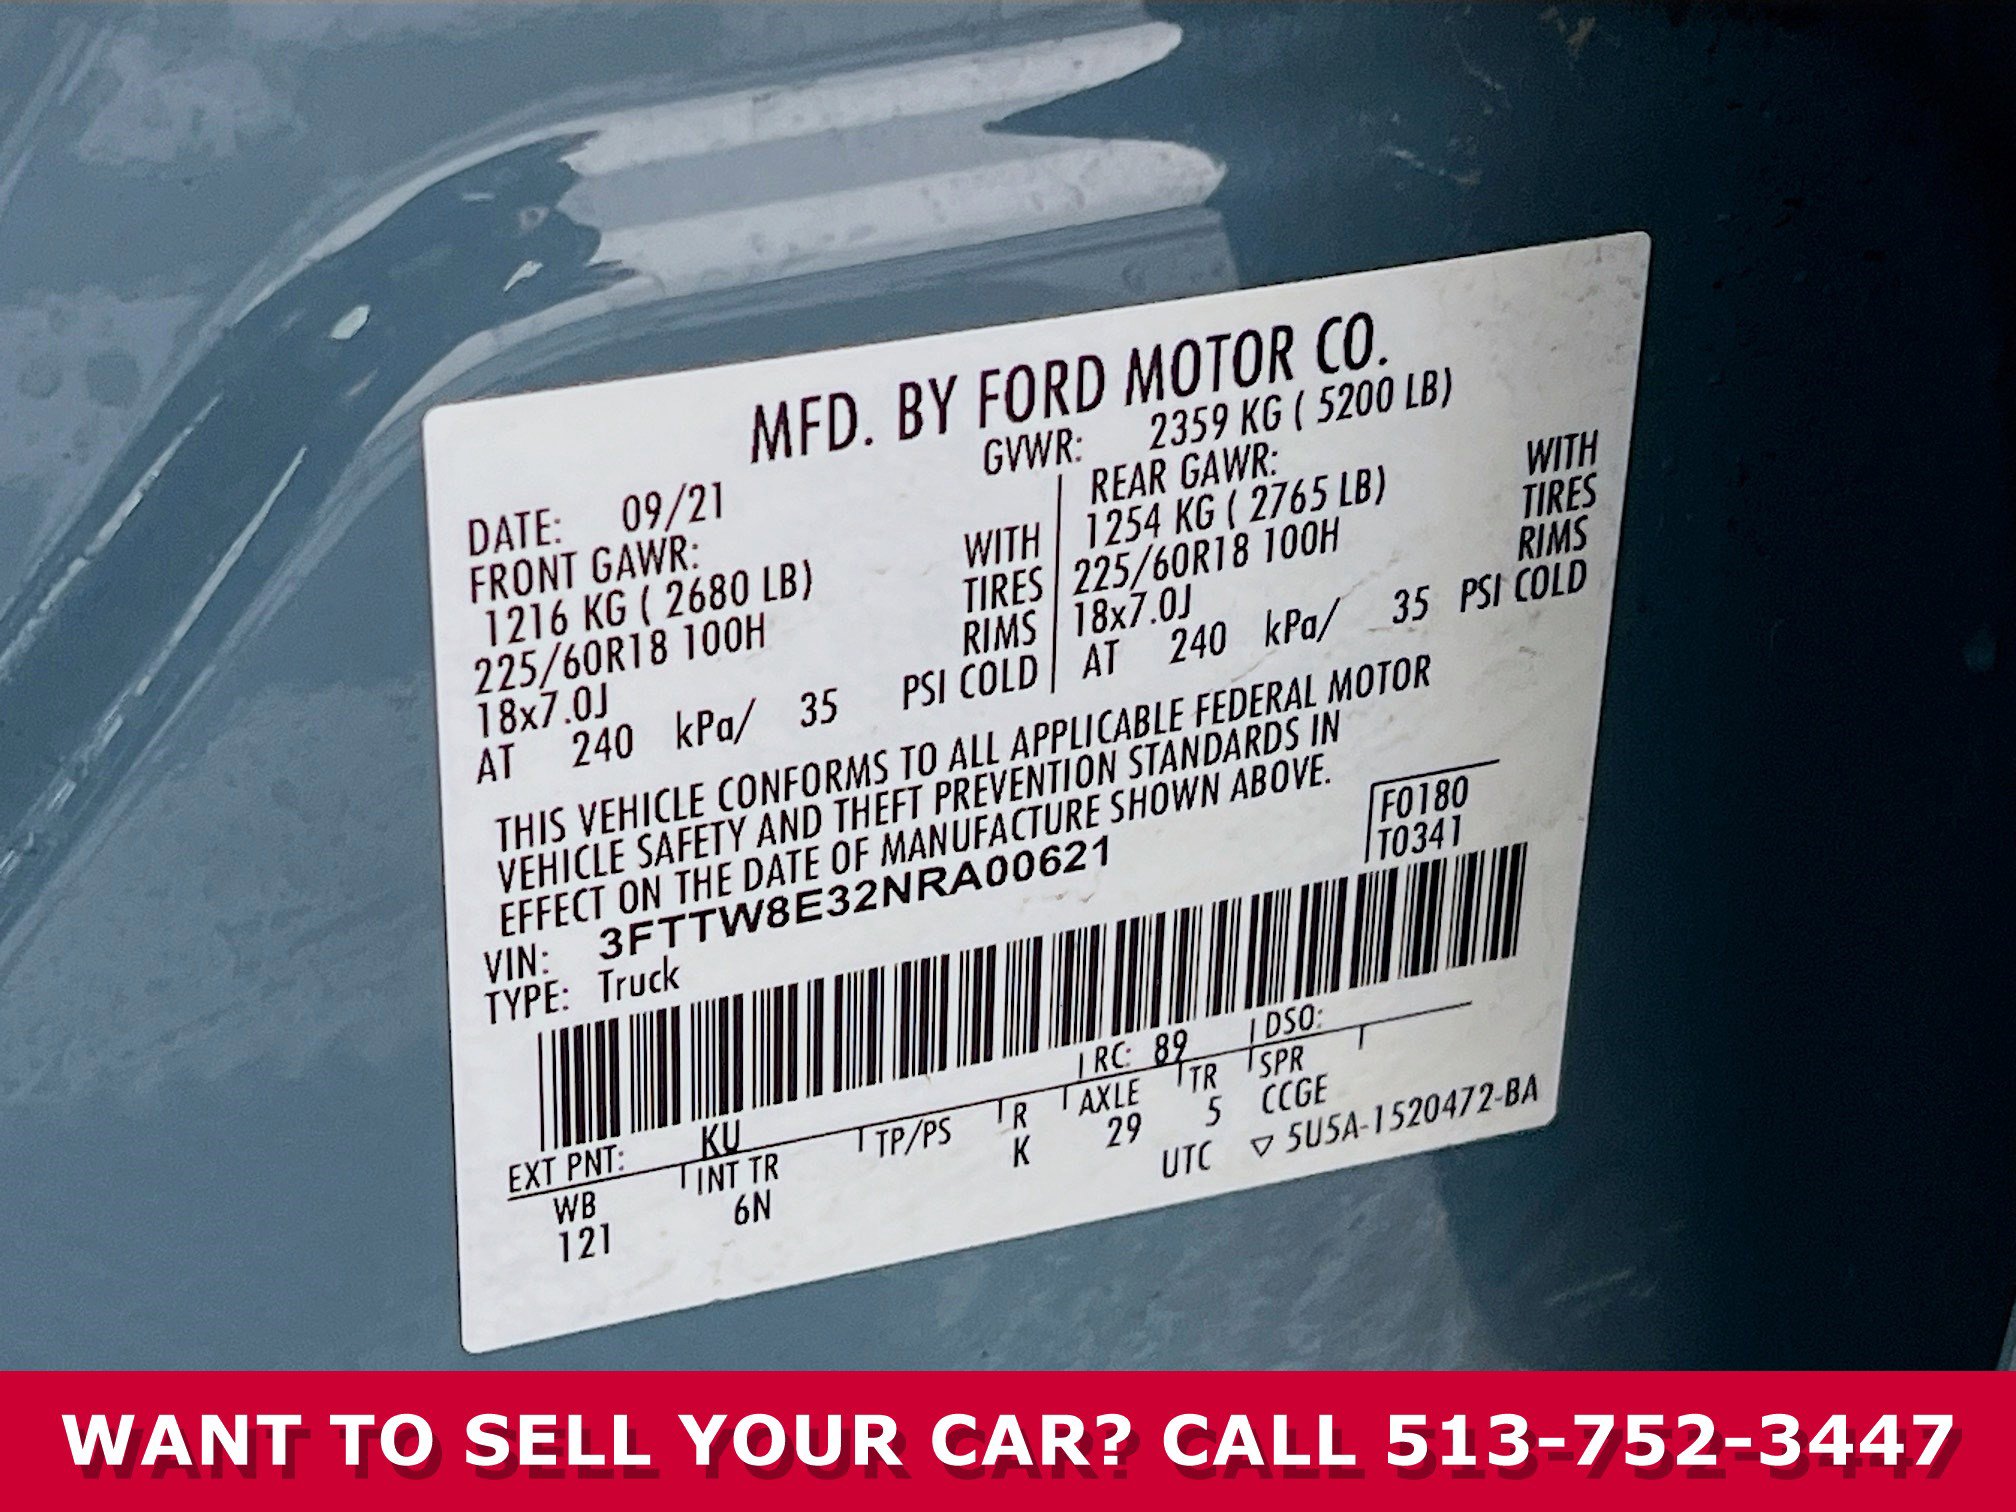 MFD. BY FORD MOTOR CO.
DATE: 09/21 GVWR: 2359 KG ( 5200 LB)
FRONT GAWR:
1216 KG ( 2680 LB) WITH
225/60R18 100H TIRES
18x7.0J RIMS
AT 240 kPa/ 35 PSI COLD
REAR GAWR:
1254 KG ( 2765 LB) WITH
225/60R18 100H TIRES
18x7.0J RIMS
AT 240 kPa/ 35 PSI COLD
THIS VEHICLE CONFORMS TO ALL APPLICABLE FEDERAL MOTOR
VEHICLE SAFETY AND THEFT PREVENTION STANDARDS IN
EFFECT ON THE DATE OF MANUFACTURE SHOWN ABOVE.
VIN: 3FTTW8E32NRA00621
TYPE: Truck
F0180
T0341
EXT PNT: KU RC: 89 DSO:
WB INT TR TP/PS R AXLE TR SPR
121 6N K 29 5 CCGE
UTC ▽ 5U5A-1520472-BA
WANT TO SELL YOUR CAR? CALL 513-752-3447